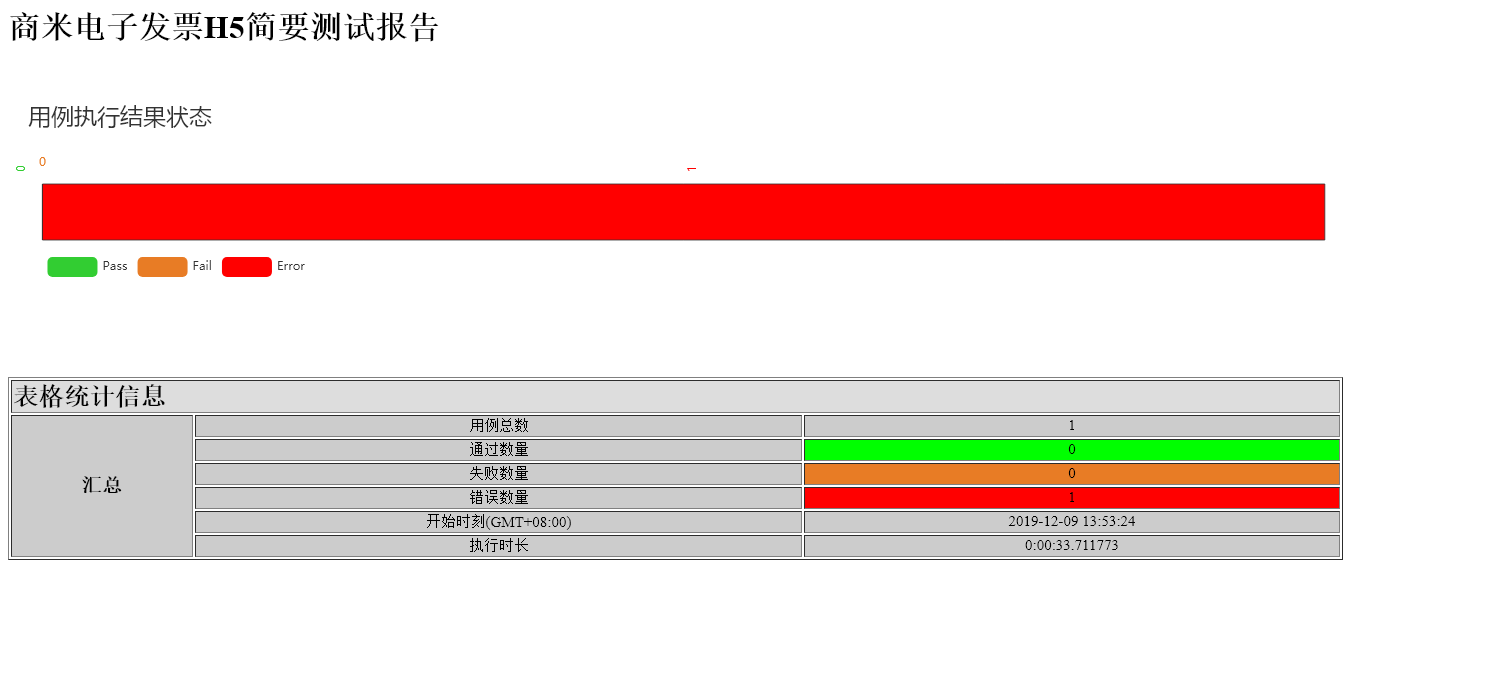 商米电子发票H5简要测试报告
用例执行结果状态
0 0 1
Pass Fail Error
表格统计信息
汇总
用例总数 1
通过数量 0
失败数量 0
错误数量 1
开始时刻(GMT+08:00) 2019-12-09 13:53:24
执行时长 0:00:33.711773